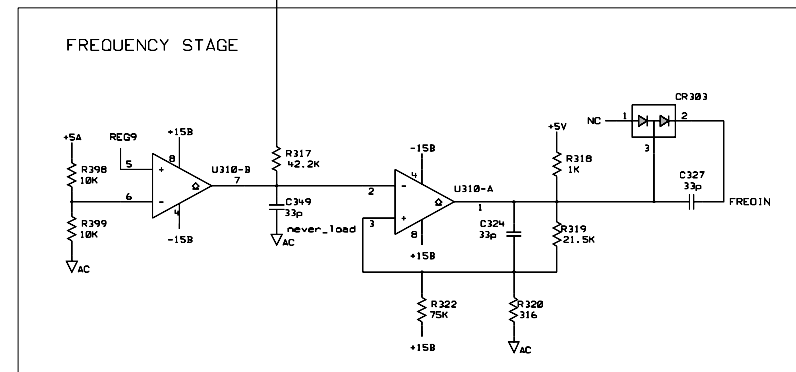 FREQUENCY STAGE
CR303
+5A
REG9
+15B
+5V
NC
1
2
3
R398
10K
5
+
8
U310-B
7
R317
42.2K
-15B
4
R318
1K
6
-
4
2
-
U310-A
1
C327
33p
FREQIN
R399
10K
-15B
C349
33p
never_load
AC
3
+
8
C324
33p
R319
21.5K
AC
+15B
R322
75K
R320
316
+15B
AC